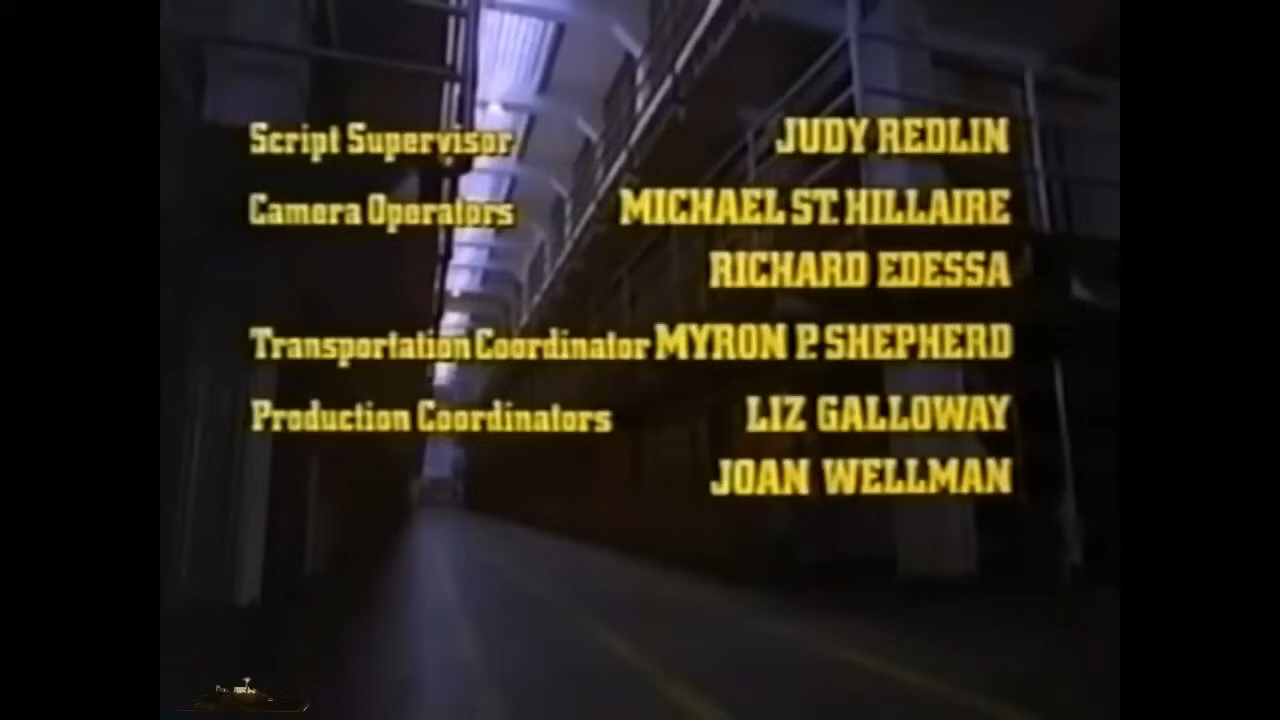 Script Supervisor JUDY REDLIN
Camera Operators MICHAEL ST. HILLAIRE
RICHARD EDESSA
Transportation Coordinator MYRON P. SHEPHERD
Production Coordinators LIZ GALLOWAY
JOAN WELLMAN